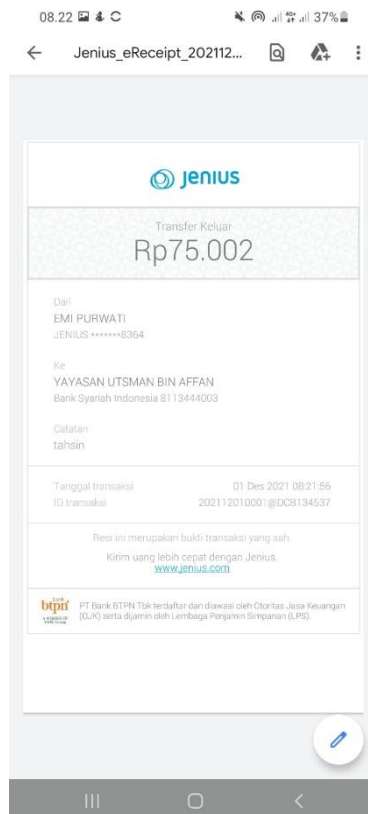 08.22 37%
Jenius_eReceipt_202112...
jenius
Transfer Keluar
Rp75.002
Dari
EMI PURWATI
JENIUS *******8364
Ke
YAYASAN UTSMAN BIN AFFAN
Bank Syariah Indonesia 8113444003
Catatan
tahsin
Tanggal transaksi 01 Des 2021 08:21:56
ID transaksi 202112010001@DC8134537
Resi ini merupakan bukti transaksi yang sah.
Kirim uang lebih cepat dengan Jenius.
www.jenius.com
btpn
PT Bank BTPN Tbk terdaftar dan diawasi oleh Otoritas Jasa Keuangan
(OJK) serta dijamin oleh Lembaga Penjamin Simpanan (LPS).